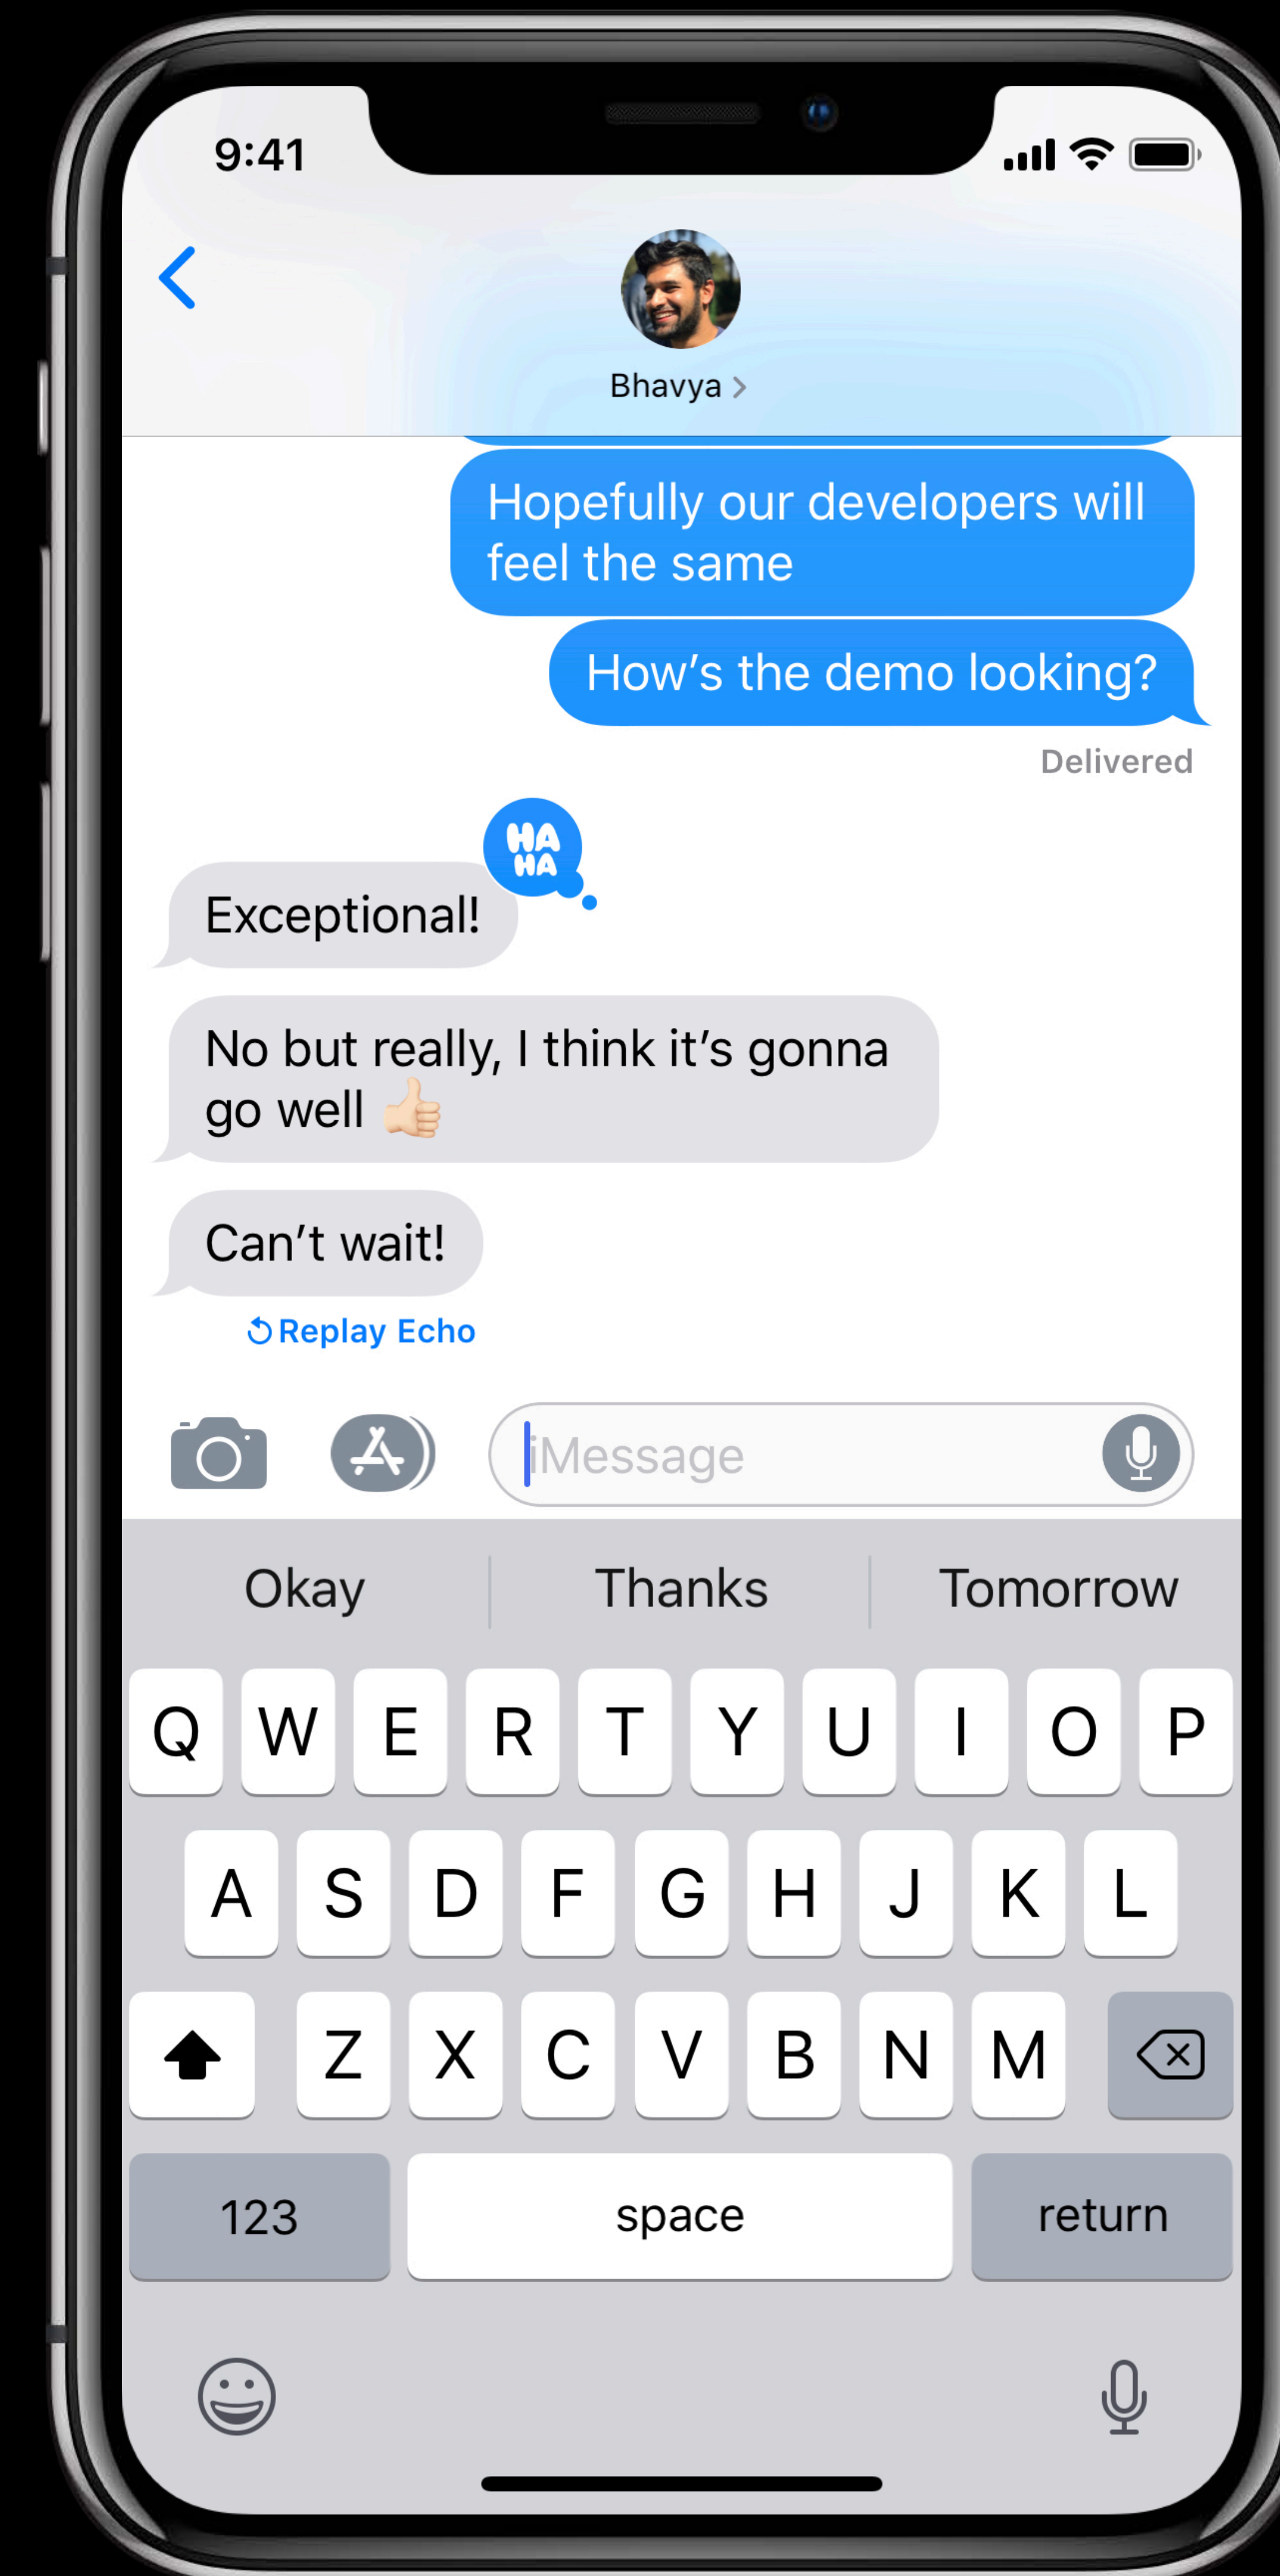 9:41
Bhavya
Hopefully our developers will
feel the same
How’s the demo looking?
Delivered
HA
HA
Exceptional!
No but really, I think it’s gonna
go well 👍🏻
Can’t wait!
Replay Echo
iMessage
Okay Thanks Tomorrow
Q W E R T Y U I O P
A S D F G H J K L
Z X C V B N M
123 space return